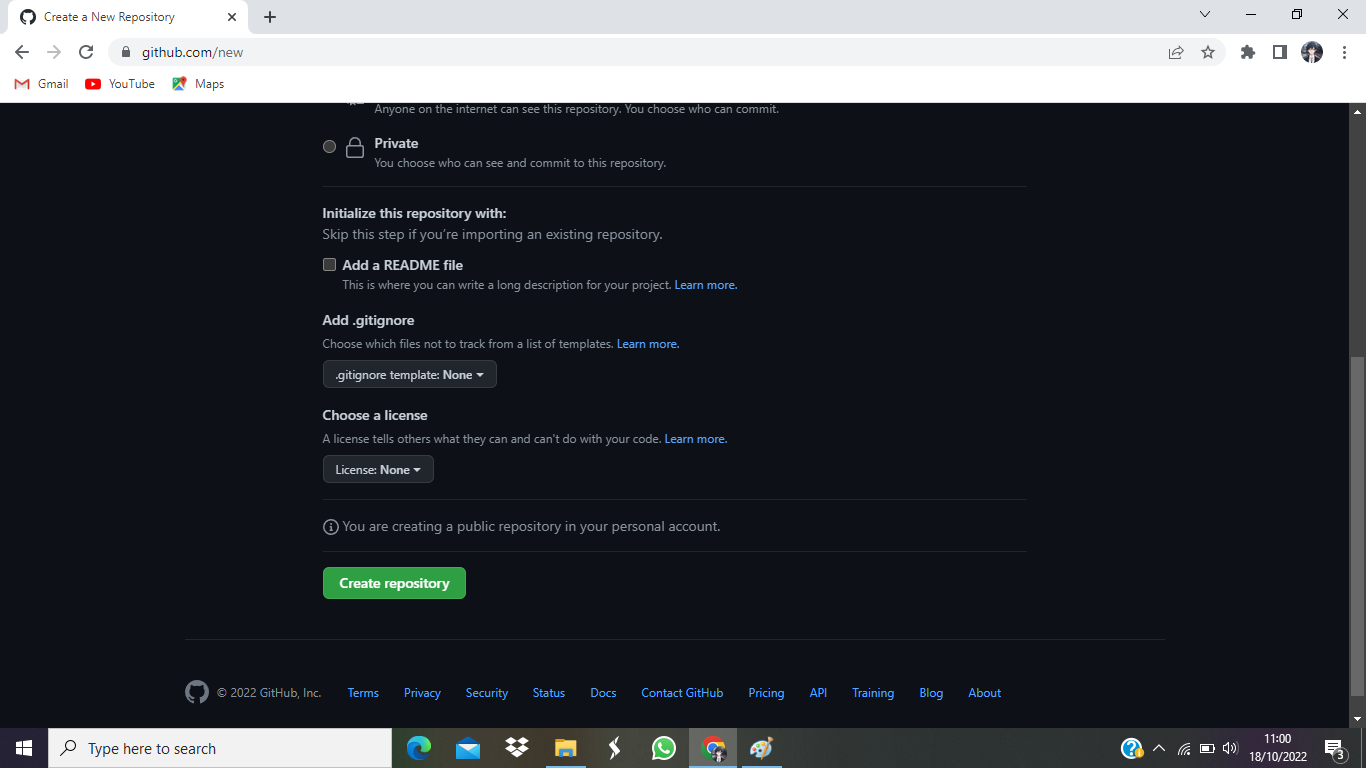 Create a New Repository
github.com/new
Gmail
YouTube
Maps
Anyone on the internet can see this repository. You choose who can commit.
Private
You choose who can see and commit to this repository.
Initialize this repository with:
Skip this step if you’re importing an existing repository.
Add a README file
This is where you can write a long description for your project. Learn more.
Add .gitignore
Choose which files not to track from a list of templates. Learn more.
.gitignore template: None
Choose a license
A license tells others what they can and can't do with your code. Learn more.
License: None
You are creating a public repository in your personal account.
Create repository
© 2022 GitHub, Inc. Terms Privacy Security Status Docs Contact GitHub Pricing API Training Blog About
Type here to search
11:00
18/10/2022
3